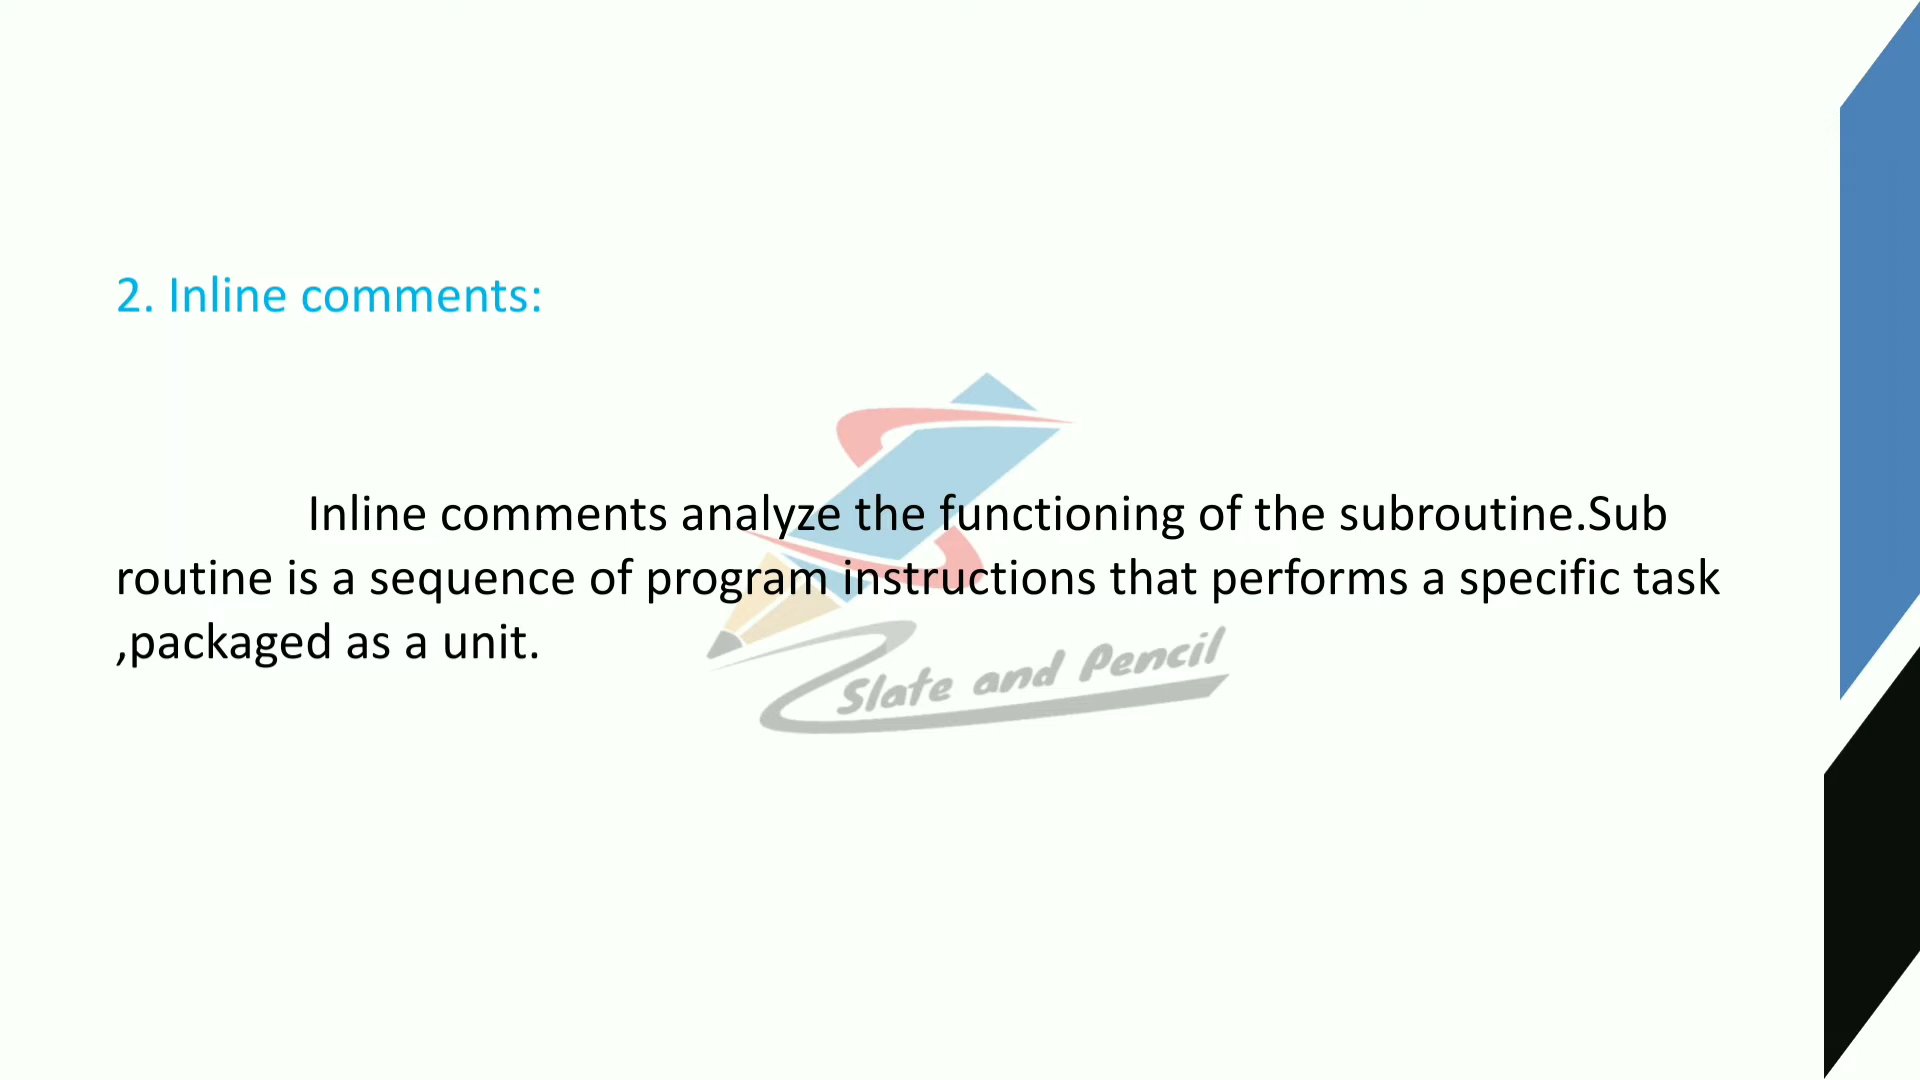 2. Inline comments:
Inline comments analyze the functioning of the subroutine.Sub
routine is a sequence of program instructions that performs a specific task
,packaged as a unit.
Slate and Pencil